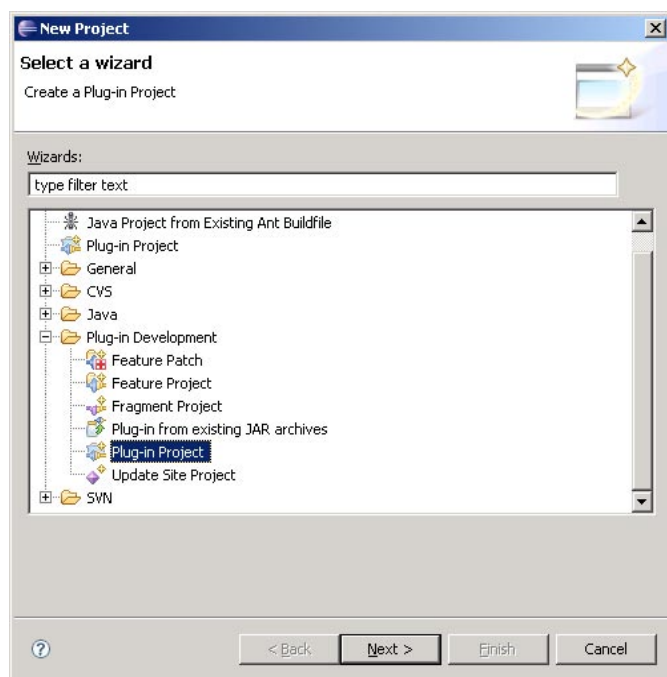 New Project
Select a wizard
Create a Plug-in Project
Wizards:
type filter text
Java Project from Existing Ant Buildfile
Plug-in Project
General
CVS
Java
Plug-in Development
Feature Patch
Feature Project
Fragment Project
Plug-in from existing JAR archives
Plug-in Project
Update Site Project
SVN
< Back Next > Finish Cancel